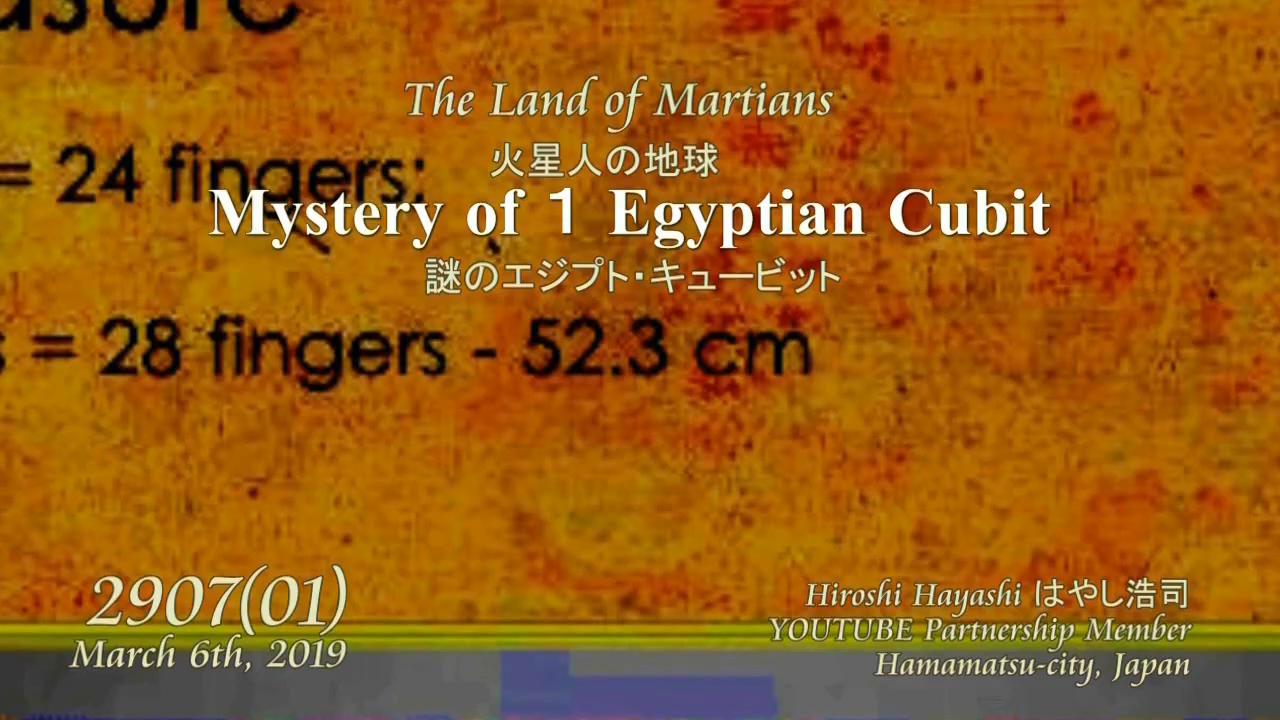 The Land of Martians
火星人の地球
= 24 fingers;
Mystery of 1 Egyptian Cubit
謎のエジプト・キュービット
= 28 fingers - 52.3 cm
2907(01)
March 6th, 2019
Hiroshi Hayashi はやし浩司
YOUTUBE Partnership Member
Hamamatsu-city, Japan